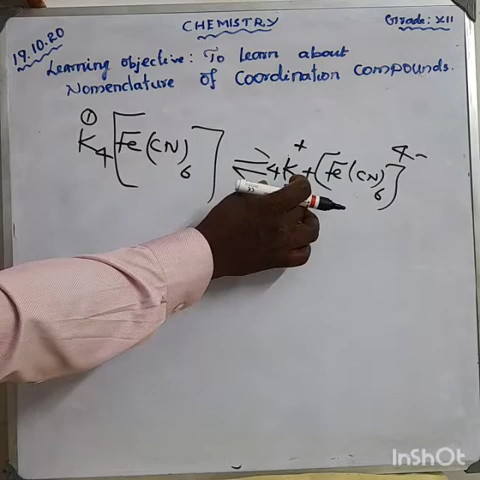 CHEMISTRY
Grade: XII
19.10.20
Learning objective: To learn about
Nomenclature of Coordination compounds.
① 
K₄[Fe(CN)₆] ⇌ 4K⁺ + [Fe(CN)₆]⁴⁻
InShOt